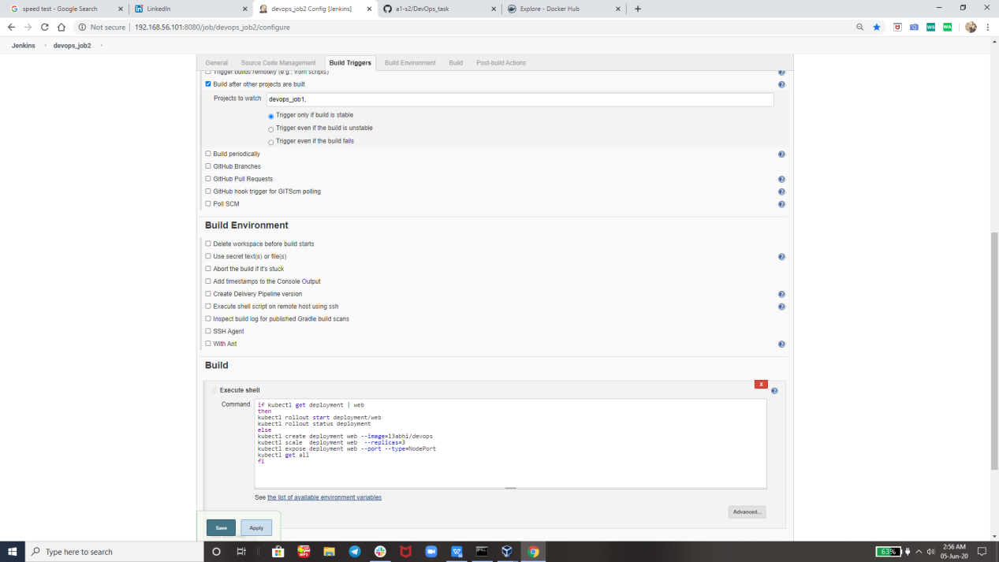 speed test - Google Search
LinkedIn
devops_job2 Config [Jenkins]
a1-s2/DevOps_task
Explore - Docker Hub
Not secure
192.168.56.101:8080/job/devops_job2/configure
Jenkins
devops_job2
General
Source Code Management
Build Triggers
Build Environment
Build
Post-build Actions
Trigger builds remotely (e.g., from scripts)
Build after other projects are built
Projects to watch
devops_job1,
Trigger only if build is stable
Trigger even if the build is unstable
Trigger even if the build fails
Build periodically
GitHub Branches
GitHub Pull Requests
GitHub hook trigger for GITScm polling
Poll SCM
Build Environment
Delete workspace before build starts
Use secret text(s) or file(s)
Abort the build if it's stuck
Add timestamps to the Console Output
Create Delivery Pipeline version
Execute shell script on remote host using ssh
Inspect build log for published Gradle build scans
SSH Agent
With Ant
Build
X
Execute shell
Command
if kubectl get deployment | web
then
kubectl rollout start deployment/web
kubectl rollout status deployment
else
kubectl create deployment web --image=13abhi/devops
kubectl scale  deployment web  --replicas=3
kubectl expose deployment web --port --type=NodePort
kubectl get all
fi
See the list of available environment variables
Advanced...
Save
Apply
Type here to search
63%
2:56 AM
05-Jun-20